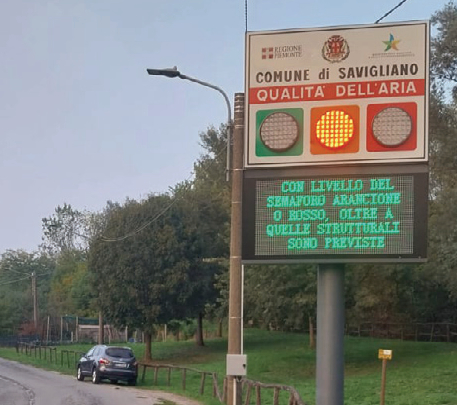 REGIONE
PIEMONTE
COMUNE di SAVIGLIANO
QUALITA' DELL'ARIA
CON LIVELLO DEL
SEMAFORO ARANCIONE
O ROSSO, OLTRE A
QUELLE STRUTTURALI
SONO PREVISTE